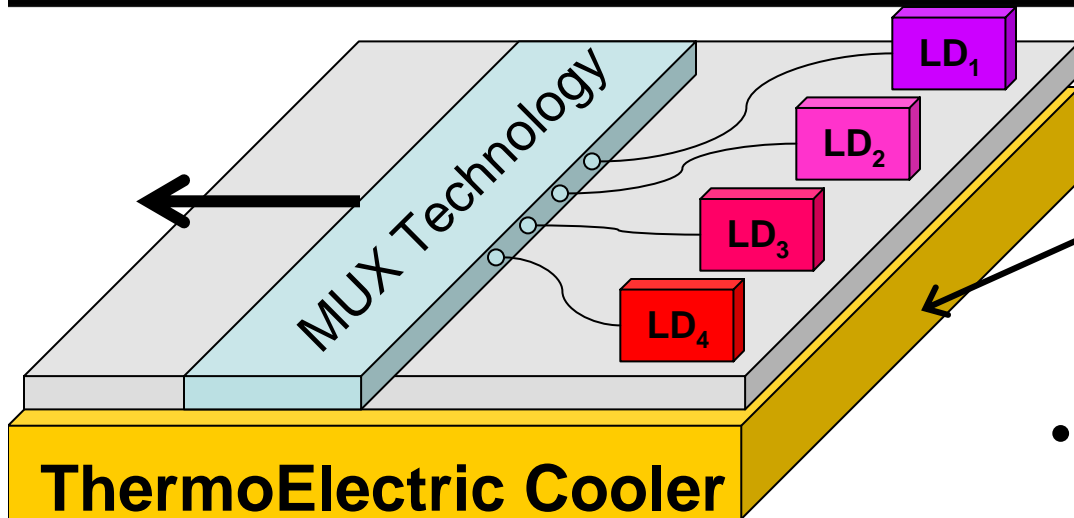 LD₁
LD₂
MUX Technology
LD₃
LD₄
•
ThermoElectric Cooler